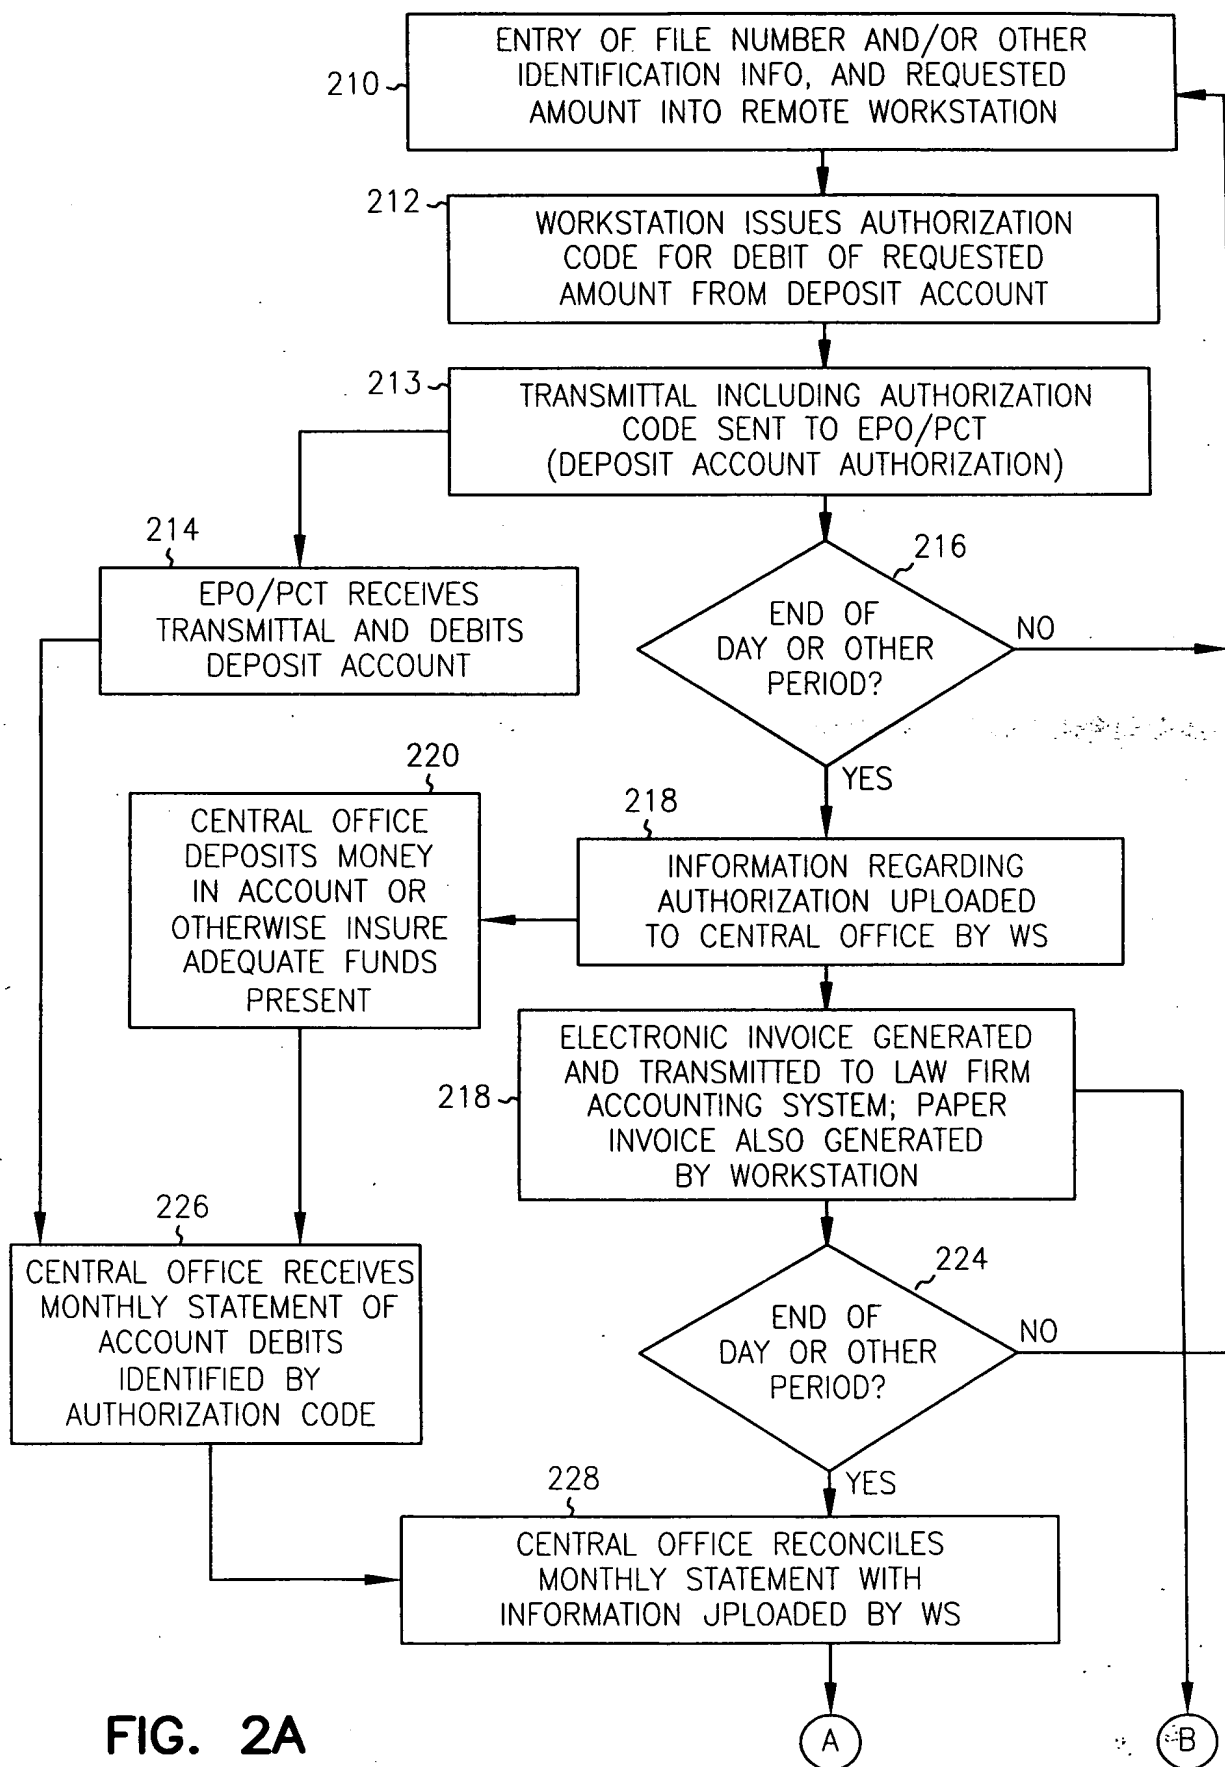 ENTRY OF FILE NUMBER AND/OR OTHER
IDENTIFICATION INFO, AND REQUESTED
AMOUNT INTO REMOTE WORKSTATION
210
212
WORKSTATION ISSUES AUTHORIZATION
CODE FOR DEBIT OF REQUESTED
AMOUNT FROM DEPOSIT ACCOUNT
213
TRANSMITTAL INCLUDING AUTHORIZATION
CODE SENT TO EPO/PCT
(DEPOSIT ACCOUNT AUTHORIZATION)
214
EPO/PCT RECEIVES
TRANSMITTAL AND DEBITS
DEPOSIT ACCOUNT
216
END OF
DAY OR OTHER
PERIOD?
NO
YES
220
CENTRAL OFFICE
DEPOSITS MONEY
IN ACCOUNT OR
OTHERWISE INSURE
ADEQUATE FUNDS
PRESENT
218
INFORMATION REGARDING
AUTHORIZATION UPLOADED
TO CENTRAL OFFICE BY WS
218
ELECTRONIC INVOICE GENERATED
AND TRANSMITTED TO LAW FIRM
ACCOUNTING SYSTEM; PAPER
INVOICE ALSO GENERATED
BY WORKSTATION
226
CENTRAL OFFICE RECEIVES
MONTHLY STATEMENT OF
ACCOUNT DEBITS
IDENTIFIED BY
AUTHORIZATION CODE
224
END OF
DAY OR OTHER
PERIOD?
NO
YES
228
CENTRAL OFFICE RECONCILES
MONTHLY STATEMENT WITH
INFORMATION JPLOADED BY WS
A
B
FIG. 2A